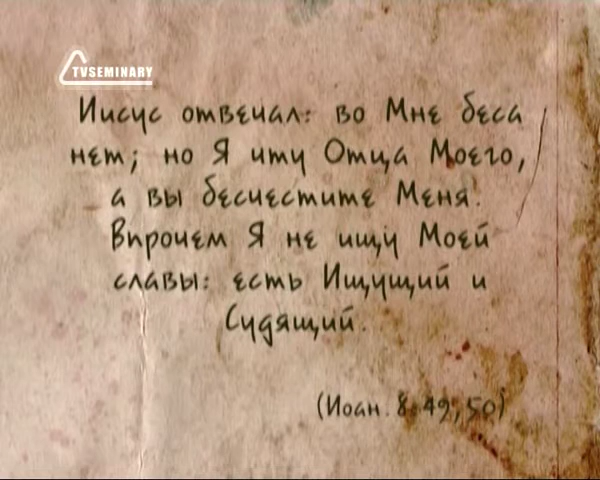 TVSEMINARY
Иисус отвечал: во Мне беса
нет; но Я чту Отца Моего,
а вы бесчестите Меня.
Впрочем Я не ищу Моей
славы: есть Ищущий и
Судящий.
(Иоан. 8:49,50)